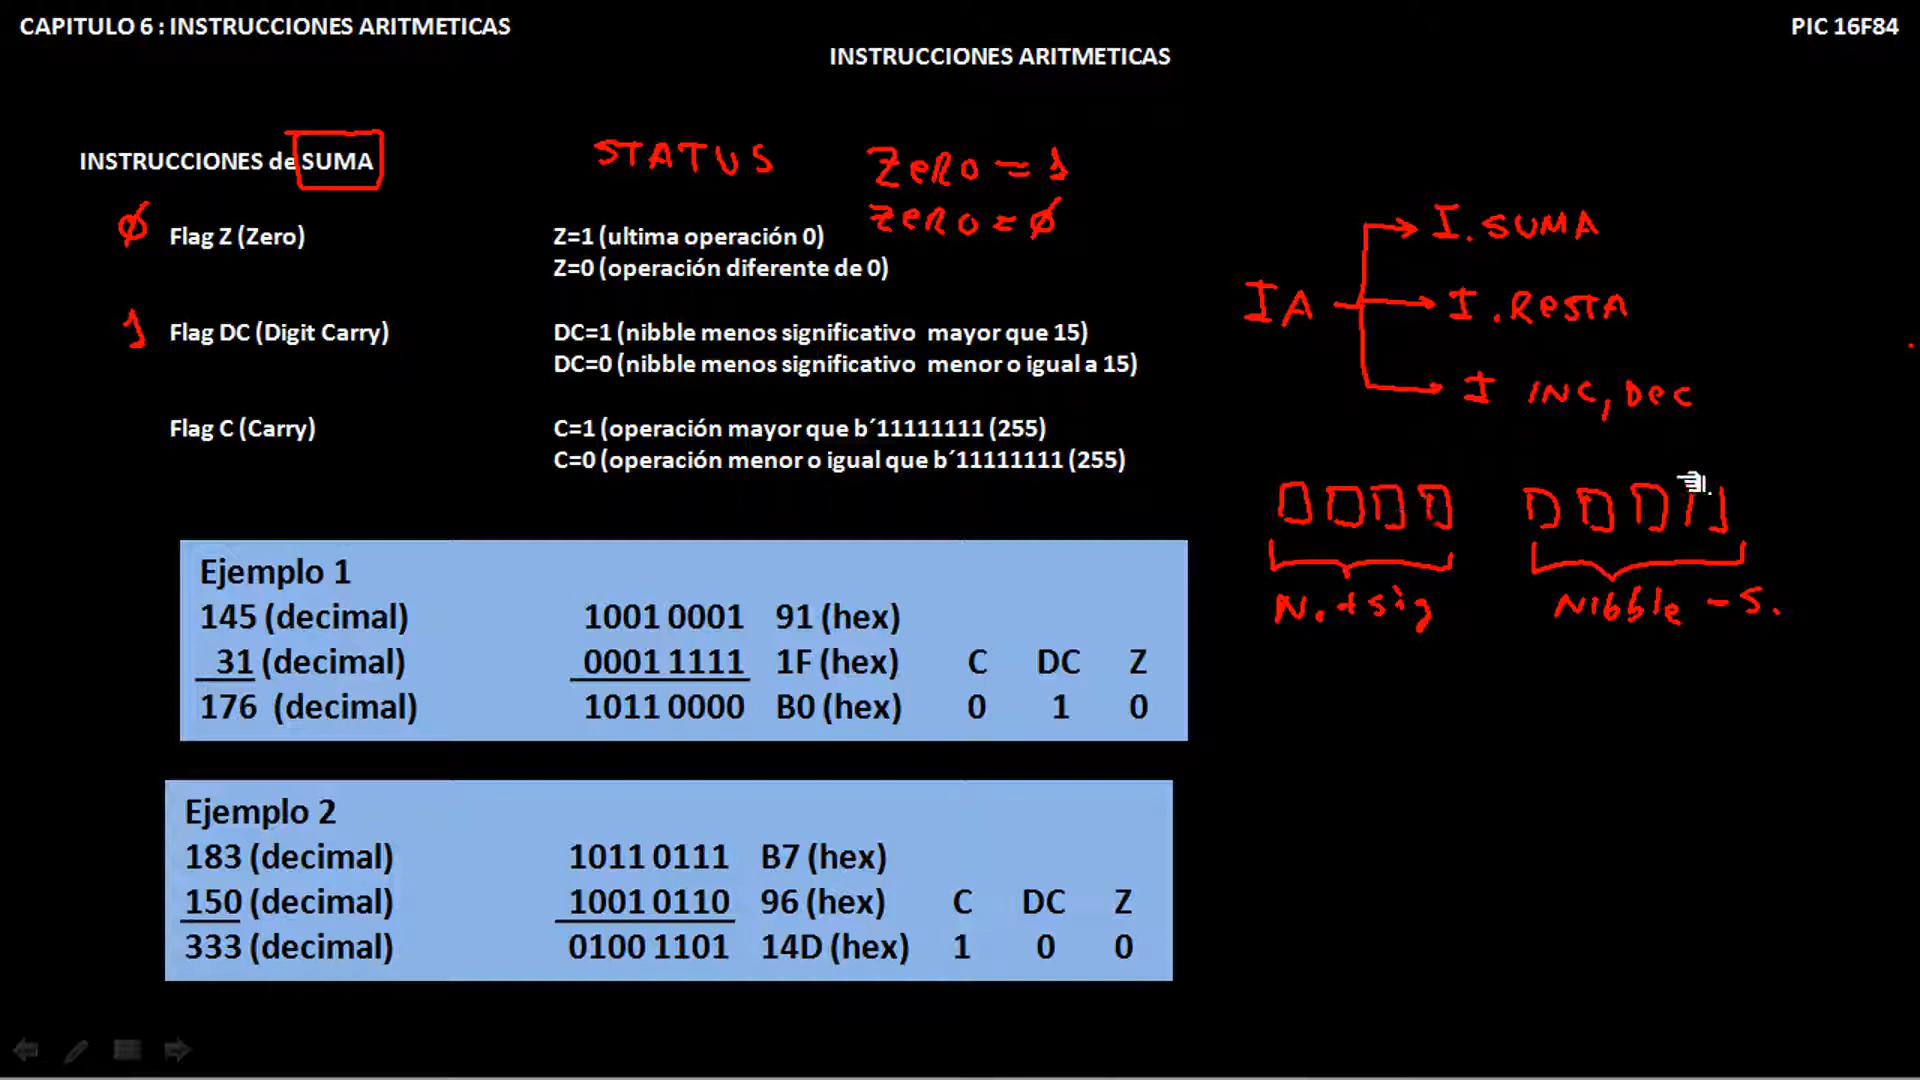 CAPITULO 6 : INSTRUCCIONES ARITMETICAS
PIC 16F84
INSTRUCCIONES ARITMETICAS
INSTRUCCIONES de SUMA
STATUS
ZERO = 1
ZERO = Ø
Ø
Flag Z (Zero)
Z=1 (ultima operación 0)
Z=0 (operación diferente de 0)
1
Flag DC (Digit Carry)
DC=1 (nibble menos significativo mayor que 15)
DC=0 (nibble menos significativo menor o igual a 15)
Flag C (Carry)
C=1 (operación mayor que b´11111111 (255)
C=0 (operación menor o igual que b´11111111 (255)
IA
I. SUMA
I. RESTA
I INC, DEC
N. + sig
Nibble - S.
Ejemplo 1
145 (decimal) 1001 0001 91 (hex)
31 (decimal) 0001 1111 1F (hex) C DC Z
176 (decimal) 1011 0000 B0 (hex) 0 1 0
Ejemplo 2
183 (decimal) 1011 0111 B7 (hex)
150 (decimal) 1001 0110 96 (hex) C DC Z
333 (decimal) 0100 1101 14D (hex) 1 0 0